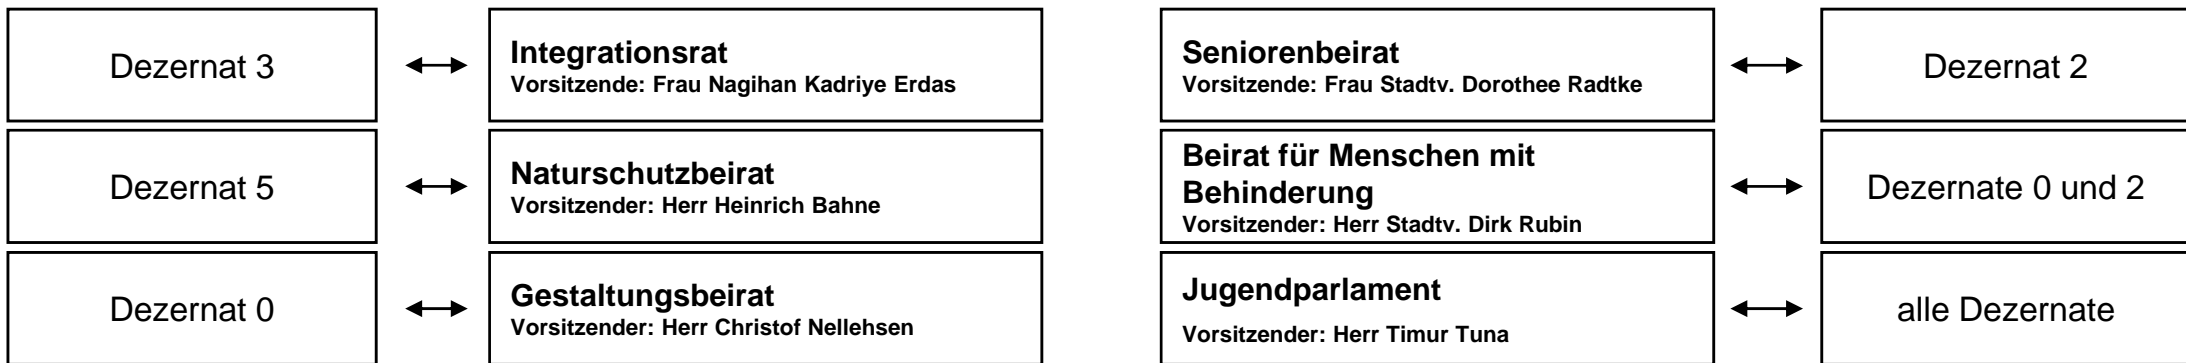 Dezernat 3
Integrationsrat
Vorsitzende: Frau Nagihan Kadriye Erdas
Seniorenbeirat
Vorsitzende: Frau Stadtv. Dorothee Radtke
Dezernat 2
Dezernat 5
Naturschutzbeirat
Vorsitzender: Herr Heinrich Bahne
Beirat für Menschen mit
Behinderung
Vorsitzender: Herr Stadtv. Dirk Rubin
Dezernate 0 und 2
Dezernat 0
Gestaltungsbeirat
Vorsitzender: Herr Christof Nellehsen
Jugendparlament
Vorsitzender: Herr Timur Tuna
alle Dezernate